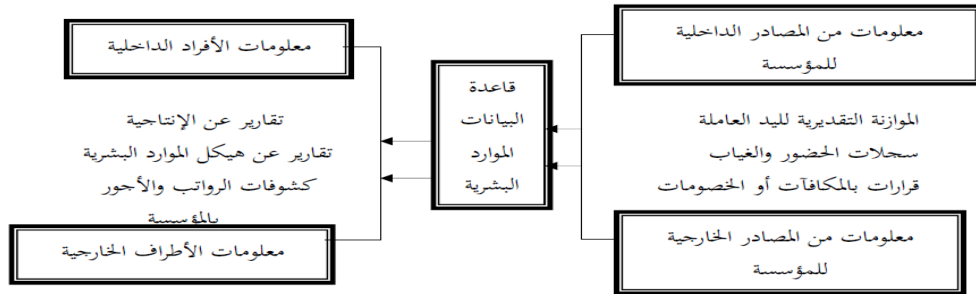 معلومات من المصادر الداخلية
للمؤسسة
الموازنة التقديرية لليد العاملة
سجلات الحضور والغياب
قرارات بالمكافآت أو الخصومات
معلومات من المصادر الخارجية
للمؤسسة
قاعدة
البيانات
الموارد
البشرية
معلومات الأفراد الداخلية
تقارير عن الإنتاجية
تقارير عن هيكل الموارد البشرية
كشوفات الرواتب والأجور
بالمؤسسة
معلومات الأطراف الخارجية